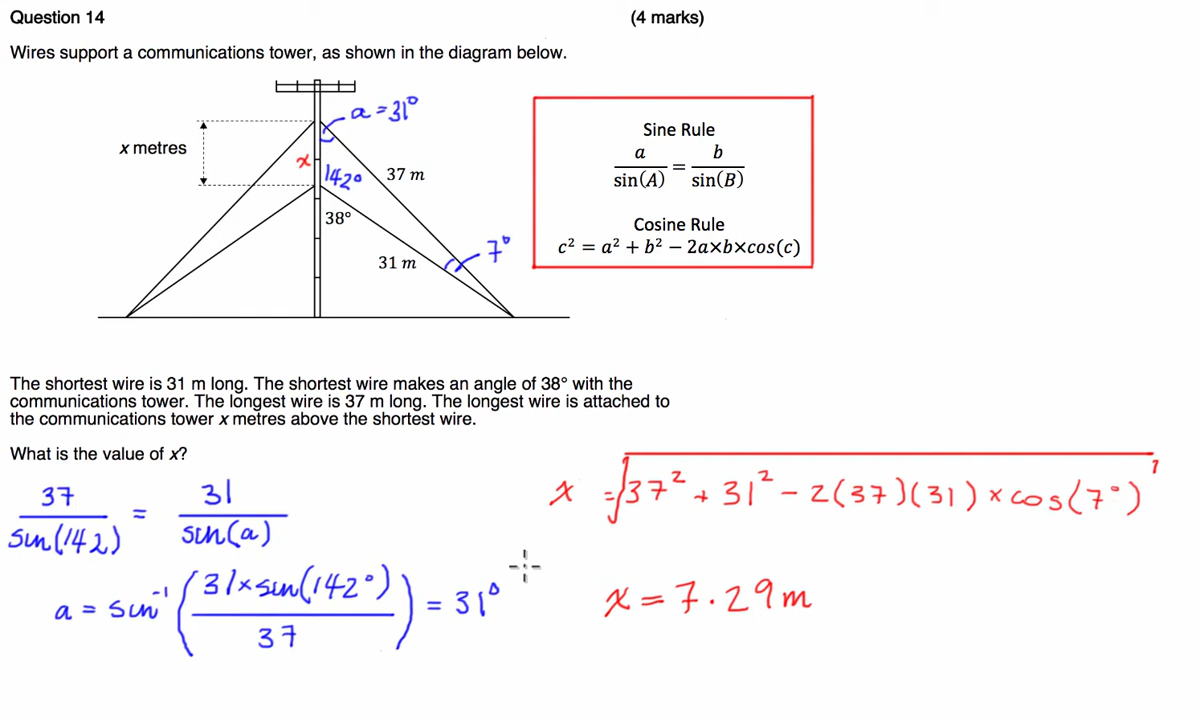 Question 14
(4 marks)
Wires support a communications tower, as shown in the diagram below.
a = 31°
x metres
x
142°
37 m
38°
31 m
7°
Sine Rule
a/sin(A) = b/sin(B)
Cosine Rule
c² = a² + b² − 2a×b×cos(c)
The shortest wire is 31 m long. The shortest wire makes an angle of 38° with the
communications tower. The longest wire is 37 m long. The longest wire is attached to
the communications tower x metres above the shortest wire.
What is the value of x?
37/sin(142) = 31/sin(a)
a = sin⁻¹(31×sin(142°)/37) = 31°
x = √37² + 31² − 2(37)(31) × cos(7°)
x = 7.29m